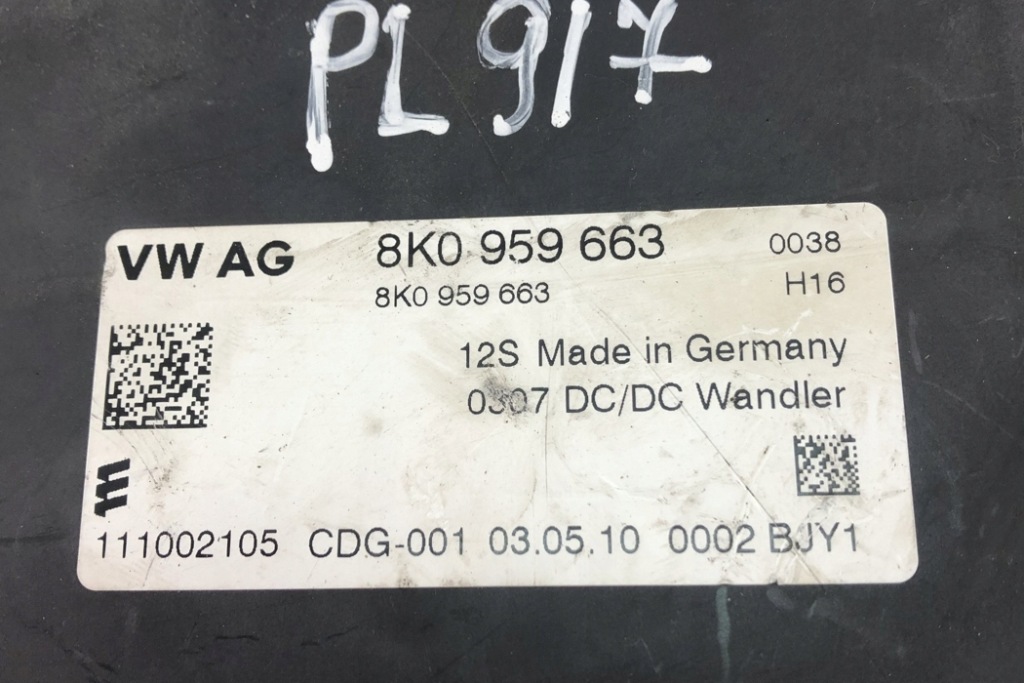 PL917
VW AG 8K0 959 663 0038
8K0 959 663 H16
12S Made in Germany
DC/DC Wandler
111002105 CDG-001 03.05.10 0002 BJY1